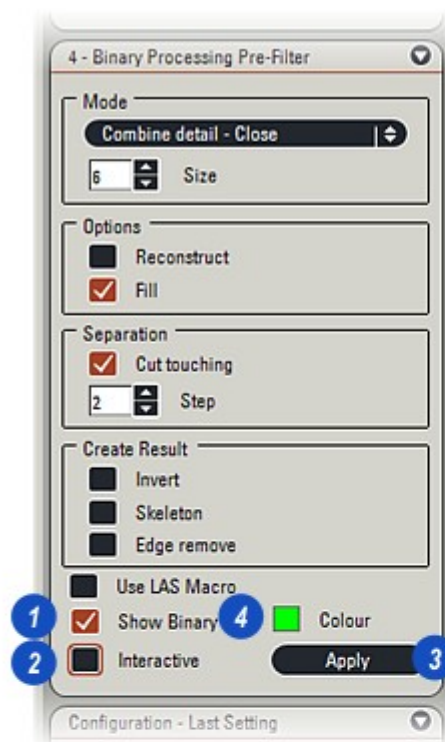 4 - Binary Processing Pre-Filter
Mode
Combine detail - Close
6 Size
Options
Reconstruct
Fill
Separation
Cut touching
2 Step
Create Result
Invert
Skeleton
Edge remove
Use LAS Macro
1 Show Binary 4 Colour
2 Interactive Apply 3
Configuration - Last Setting